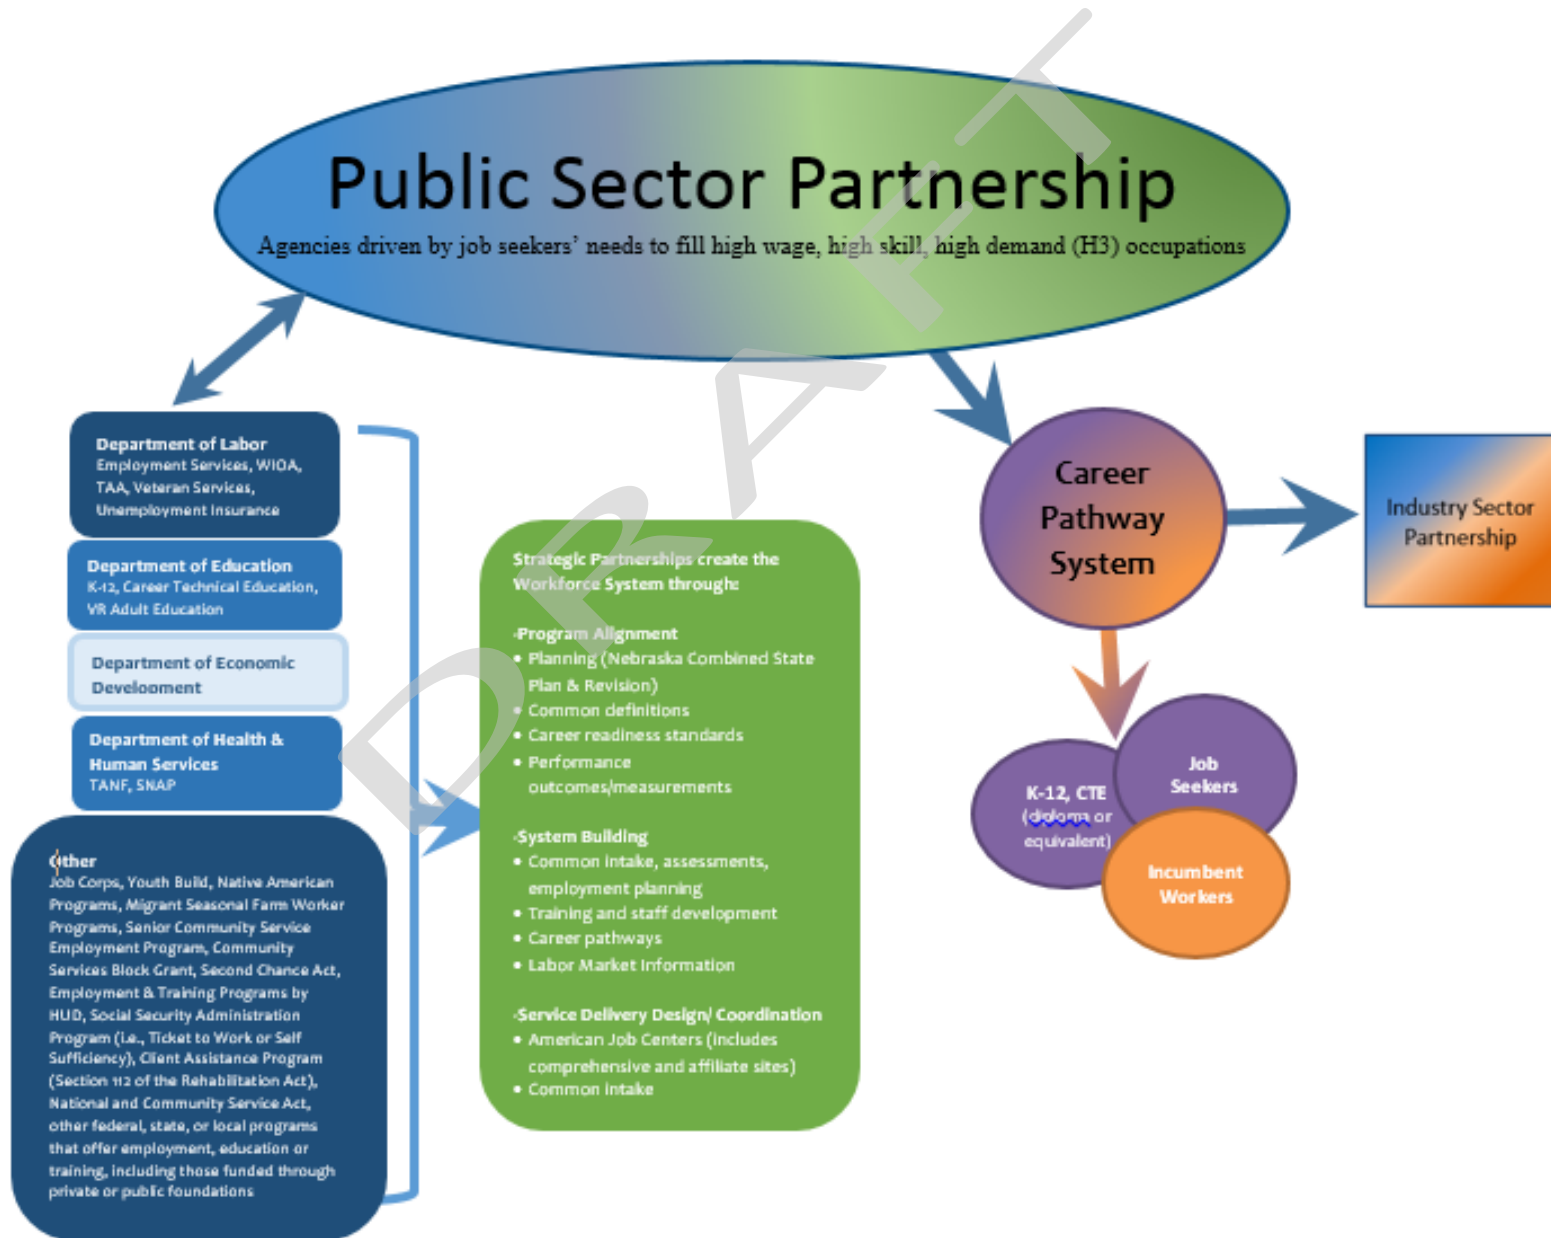 Public Sector Partnership
Agencies driven by job seekers' needs to fill high wage, high skill, high demand (H3) occupations
DRAFT
Department of Labor
Employment Services, WIOA,
TAA, Veteran Services,
Unemployment Insurance
Department of Education
K-12, Career Technical Education,
VR Adult Education
Department of Economic
Development
Department of Health &
Human Services
TANF, SNAP
Other
Job Corps, Youth Build, Native American
Programs, Migrant Seasonal Farm Worker
Programs, Senior Community Service
Employment Program, Community
Services Block Grant, Second Chance Act,
Employment & Training Programs by
HUD, Social Security Administration
Program (i.e., Ticket to Work or Self
Sufficiency), Client Assistance Program
(Section 112 of the Rehabilitation Act),
National and Community Service Act,
other federal, state, or local programs
that offer employment, education or
training, including those funded through
private or public foundations
Strategic Partnerships create the
Workforce System through:
·Program Alignment
• Planning (Nebraska Combined State
Plan & Revision)
• Common definitions
• Career readiness standards
• Performance
outcomes/measurements
·System Building
• Common intake, assessments,
employment planning
• Training and staff development
• Career pathways
• Labor Market Information
·Service Delivery Design/ Coordination
• American Job Centers (includes
comprehensive and affiliate sites)
• Common intake
Career
Pathway
System
Industry Sector
Partnership
K-12, CTE
(diploma or
equivalent)
Job
Seekers
Incumbent
Workers